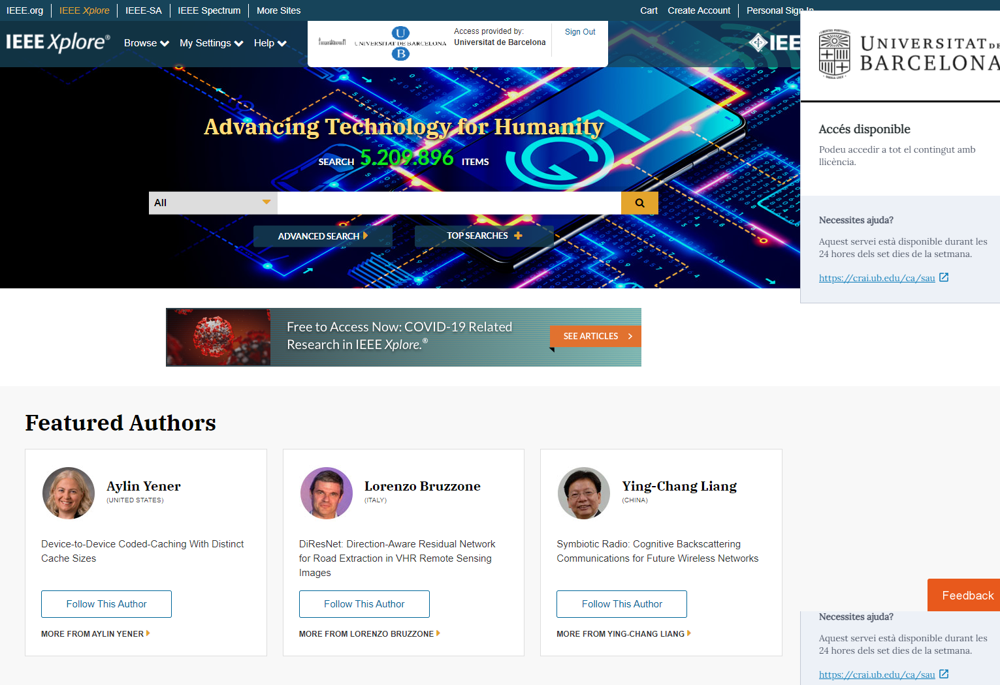 IEEE.org
IEEE Xplore
IEEE-SA
IEEE Spectrum
More Sites
Cart
Create Account
Personal Sign In
IEEE Xplore®
Browse
My Settings
Help
U
UNIVERSITAT DE BARCELONA
B
Access provided by:
Universitat de Barcelona
Sign Out
IEE
UNIVERSITAT DE
BARCELONA
Advancing Technology for Humanity
SEARCH 5.209.896 ITEMS
All
ADVANCED SEARCH
TOP SEARCHES
Accés disponible
Podeu accedir a tot el contingut amb
llicència.
Necessites ajuda?
Aquest servei està disponible durant les
24 hores dels set dies de la setmana.
https://crai.ub.edu/ca/sau
Free to Access Now: COVID-19 Related
Research in IEEE Xplore.®
SEE ARTICLES
Featured Authors
Aylin Yener
(UNITED STATES)
Device-to-Device Coded-Caching With Distinct
Cache Sizes
Follow This Author
MORE FROM AYLIN YENER
Lorenzo Bruzzone
(ITALY)
DiResNet: Direction-Aware Residual Network
for Road Extraction in VHR Remote Sensing
Images
Follow This Author
MORE FROM LORENZO BRUZZONE
Ying-Chang Liang
(CHINA)
Symbiotic Radio: Cognitive Backscattering
Communications for Future Wireless Networks
Follow This Author
MORE FROM YING-CHANG LIANG
Feedback
Necessites ajuda?
Aquest servei està disponible durant les
24 hores dels set dies de la setmana.
https://crai.ub.edu/ca/sau